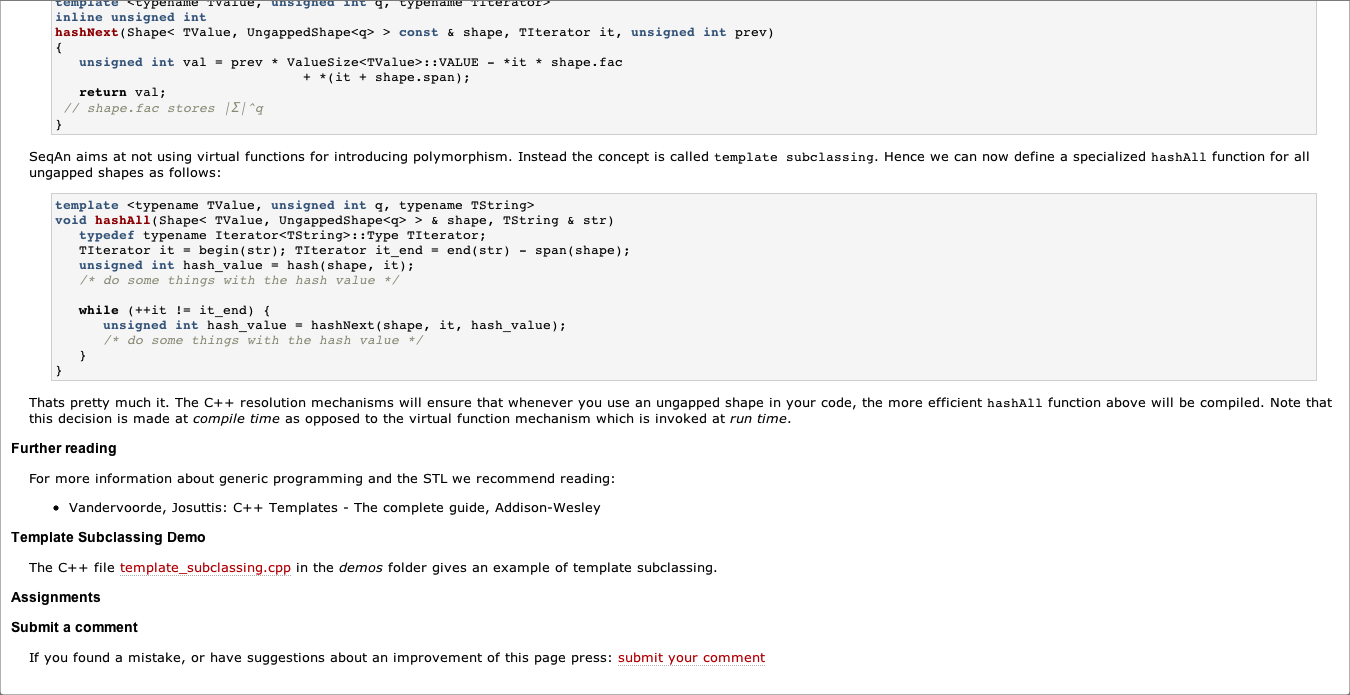 template <typename TValue, unsigned int q, typename TIterator>
inline unsigned int
hashNext(Shape< TValue, UngappedShape<q> > const & shape, TIterator it, unsigned int prev)
{
unsigned int val = prev * ValueSize<TValue>::VALUE - *it * shape.fac
+ *(it + shape.span);
return val;
// shape.fac stores |Σ|^q
}
SeqAn aims at not using virtual functions for introducing polymorphism. Instead the concept is called template subclassing. Hence we can now define a specialized hashAll function for all
ungapped shapes as follows:
template <typename TValue, unsigned int q, typename TString>
void hashAll(Shape< TValue, UngappedShape<q> > & shape, TString & str)
typedef typename Iterator<TString>::Type TIterator;
TIterator it = begin(str); TIterator it_end = end(str) - span(shape);
unsigned int hash_value = hash(shape, it);
/* do some things with the hash value */
while (++it != it_end) {
unsigned int hash_value = hashNext(shape, it, hash_value);
/* do some things with the hash value */
}
}
Thats pretty much it. The C++ resolution mechanisms will ensure that whenever you use an ungapped shape in your code, the more efficient hashAll function above will be compiled. Note that
this decision is made at compile time as opposed to the virtual function mechanism which is invoked at run time.
Further reading
For more information about generic programming and the STL we recommend reading:
• Vandervoorde, Josuttis: C++ Templates - The complete guide, Addison-Wesley
Template Subclassing Demo
The C++ file template_subclassing.cpp in the demos folder gives an example of template subclassing.
Assignments
Submit a comment
If you found a mistake, or have suggestions about an improvement of this page press: submit your comment